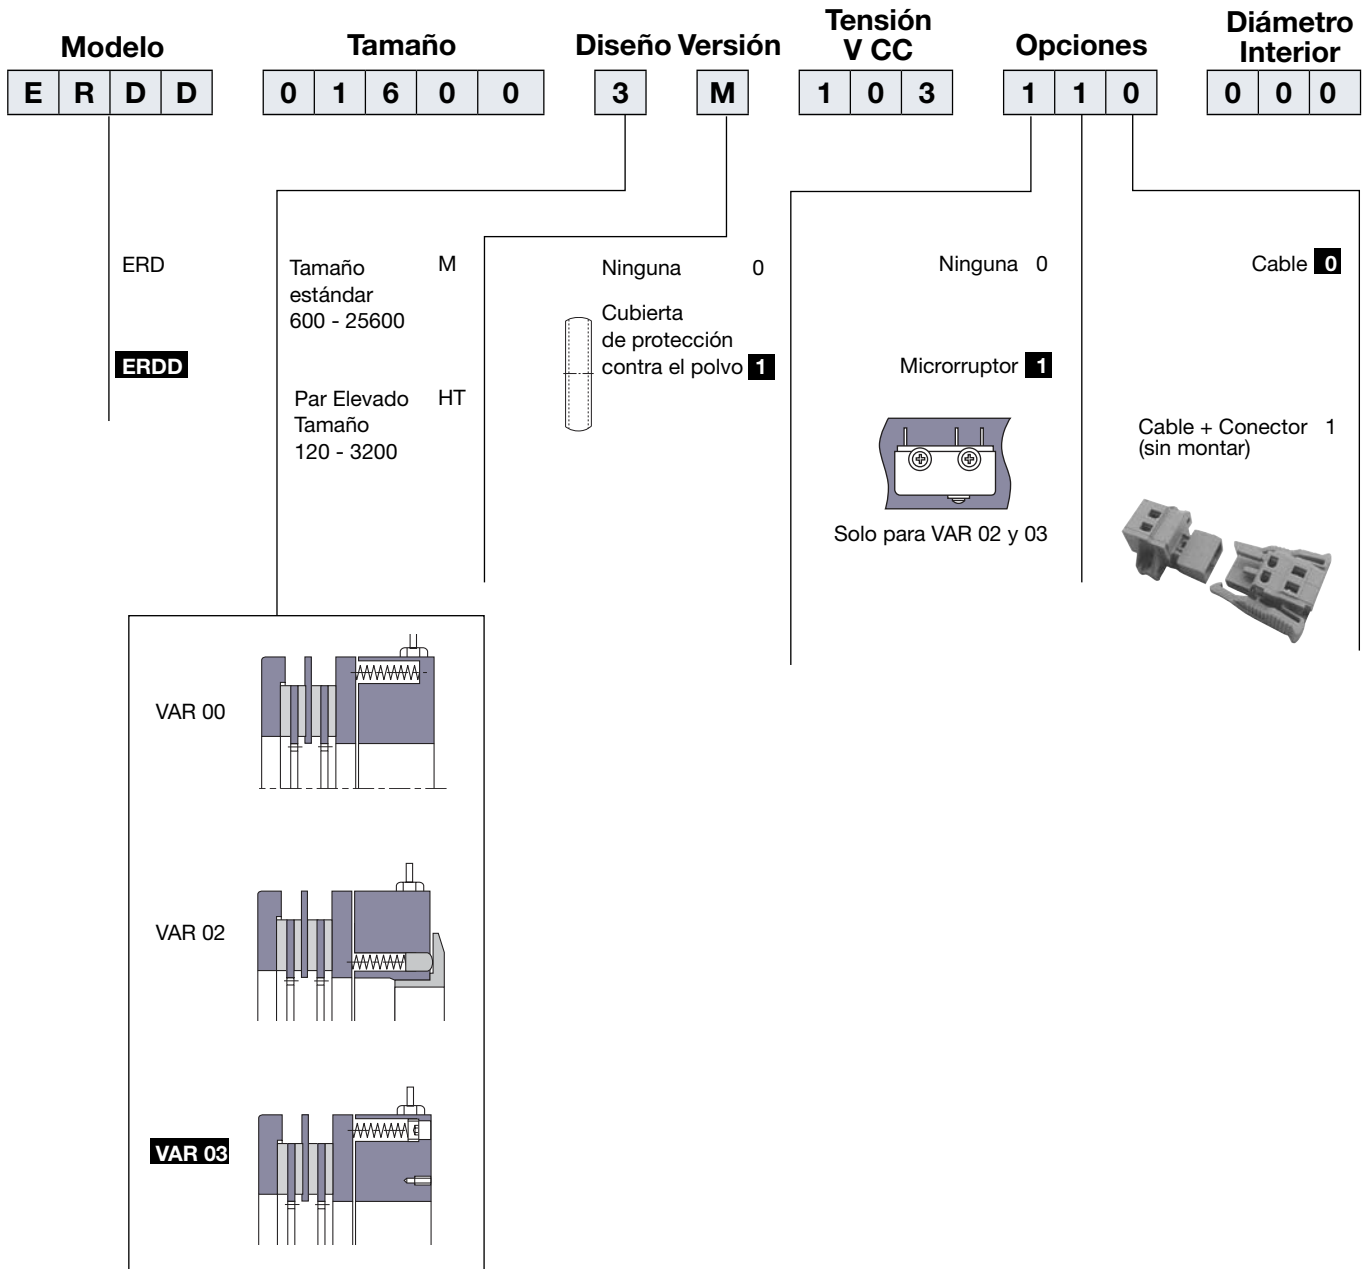 Modelo
Tamaño
Diseño
Versión
Tensión
V CC
Opciones
Diámetro
Interior
E R D D
0 1 6 0 0
3
M
1 0 3
1 1 0
0 0 0
ERD
ERDD
Tamaño M
estándar
600 - 25600
Par Elevado HT
Tamaño
120 - 3200
Ninguna 0
Cubierta
de protección
contra el polvo 1
Ninguna 0
Microrruptor 1
Solo para VAR 02 y 03
Cable 0
Cable + Conector 1
(sin montar)
VAR 00
VAR 02
VAR 03